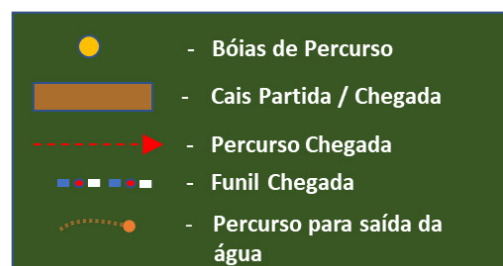 - Bóias de Percurso
- Cais Partida / Chegada
- Percurso Chegada
- Funil Chegada
- Percurso para saída da
água